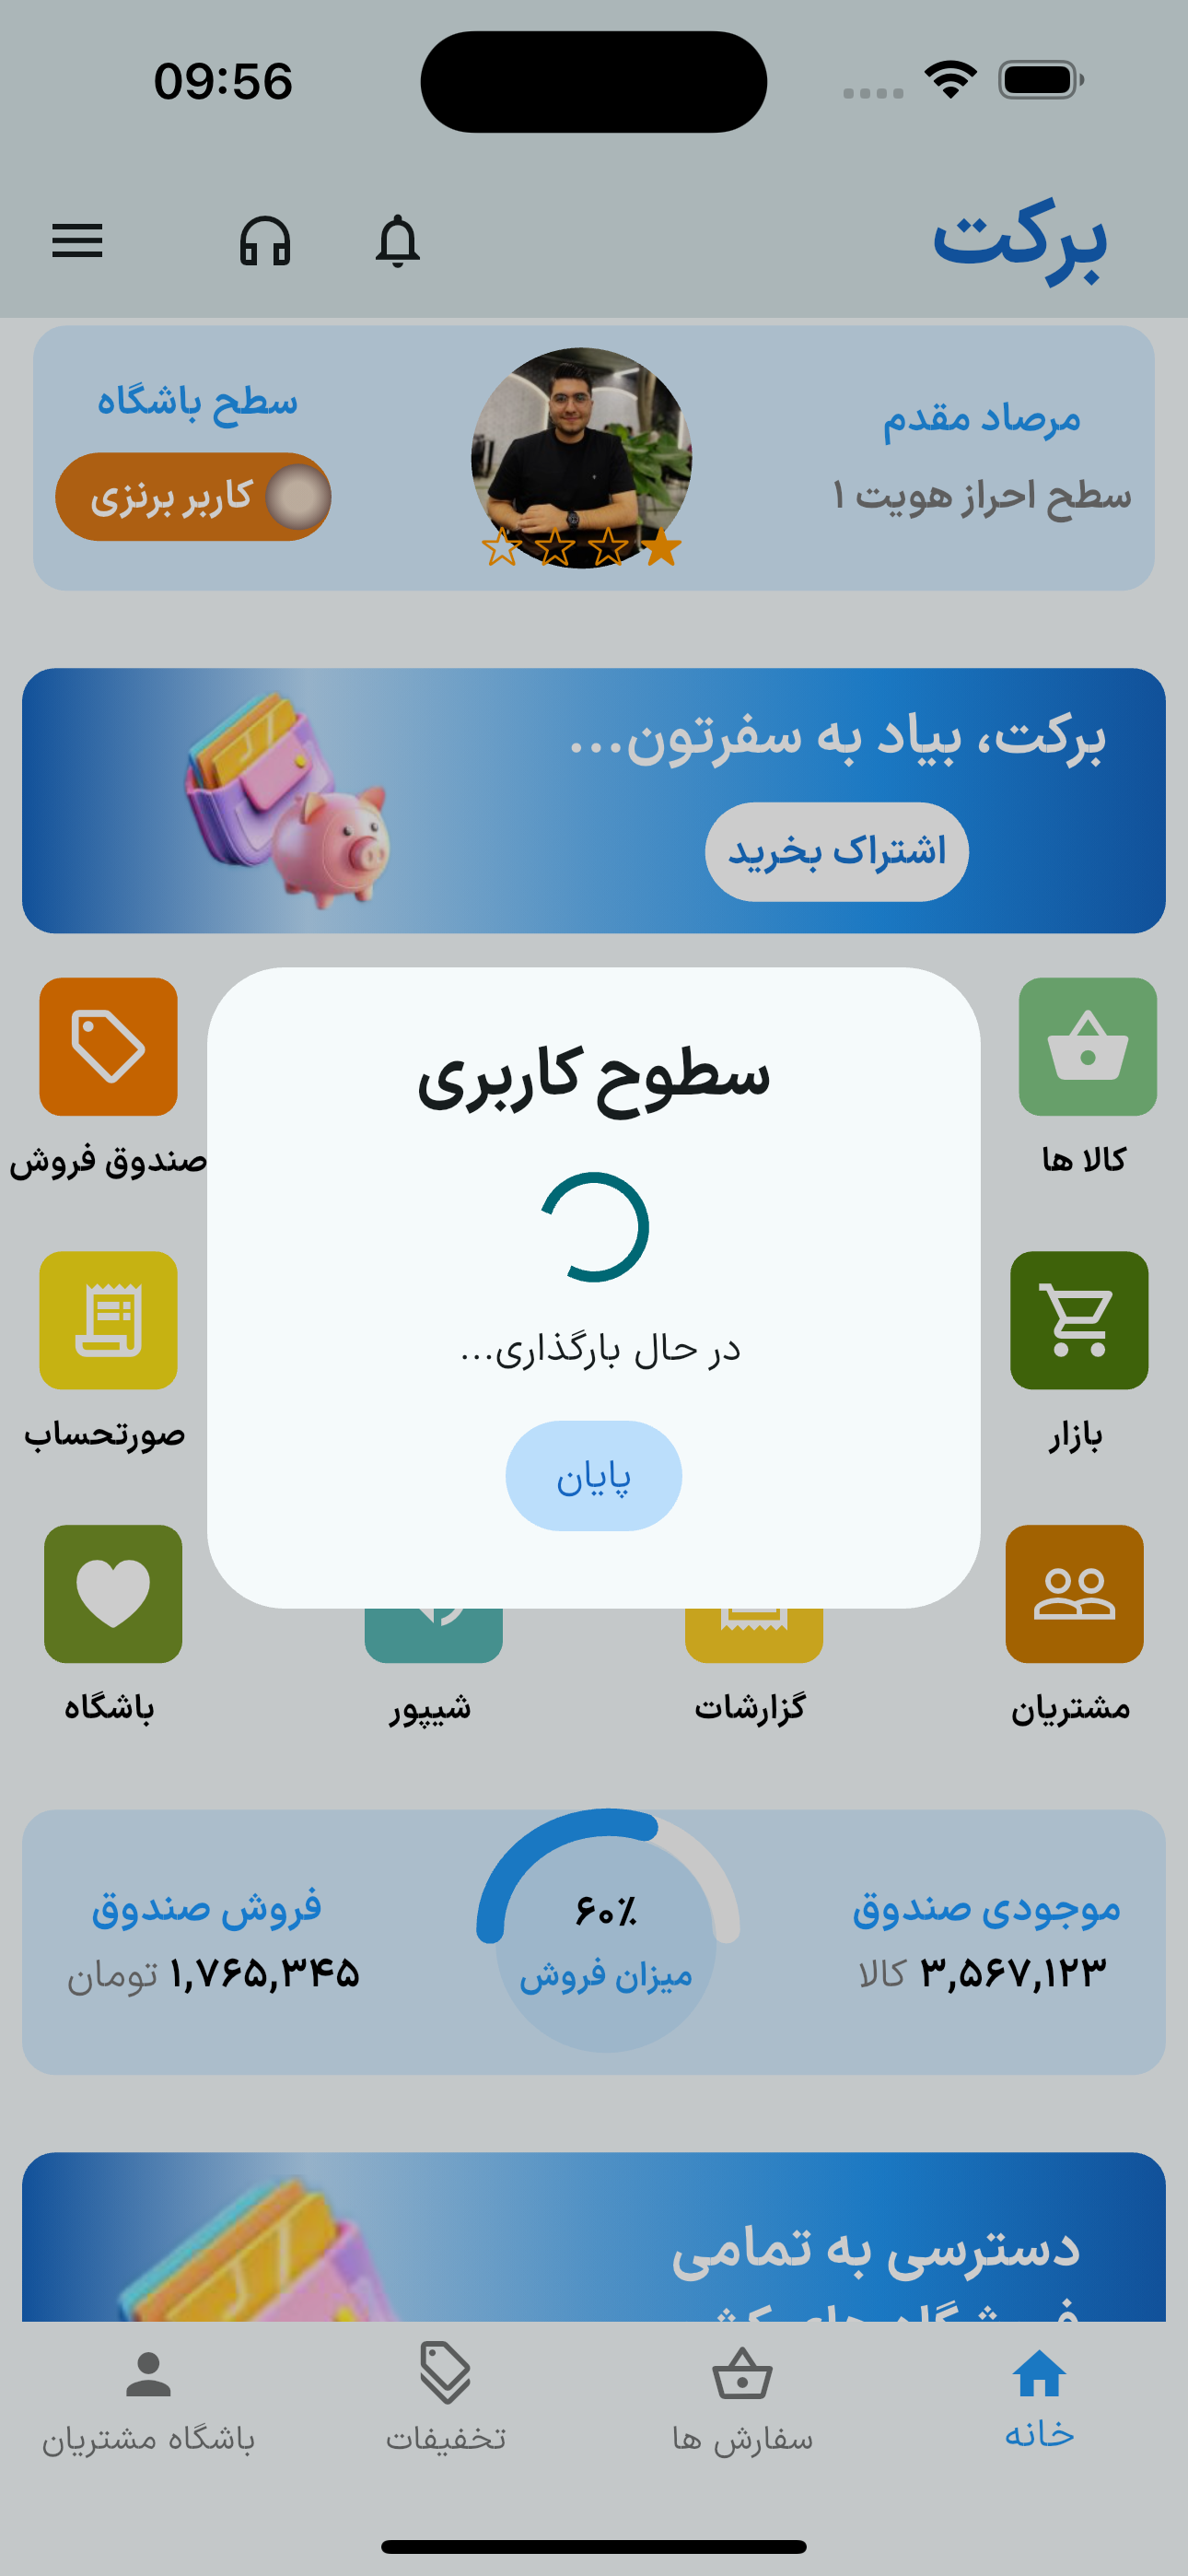 09:56
برکت
مرصاد مقدم
سطح احراز هویت ۱
سطح باشگاه
کاربر برنزی
برکت، بیاد به سفرتون...
اشتراک بخرید
کالا ها
صندوق فروش
سطوح کاربری
در حال بارگذاری...
پایان
بازار
صورتحساب
مشتریان
گزارشات
شیپور
باشگاه
موجودی صندوق
۳,۵۶۷,۱۲۳ کالا
۶۰٪
میزان فروش
فروش صندوق
۱,۷۶۵,۳۴۵ تومان
دسترسی به تمامی
خانه
سفارش ها
تخفیفات
باشگاه مشتریان